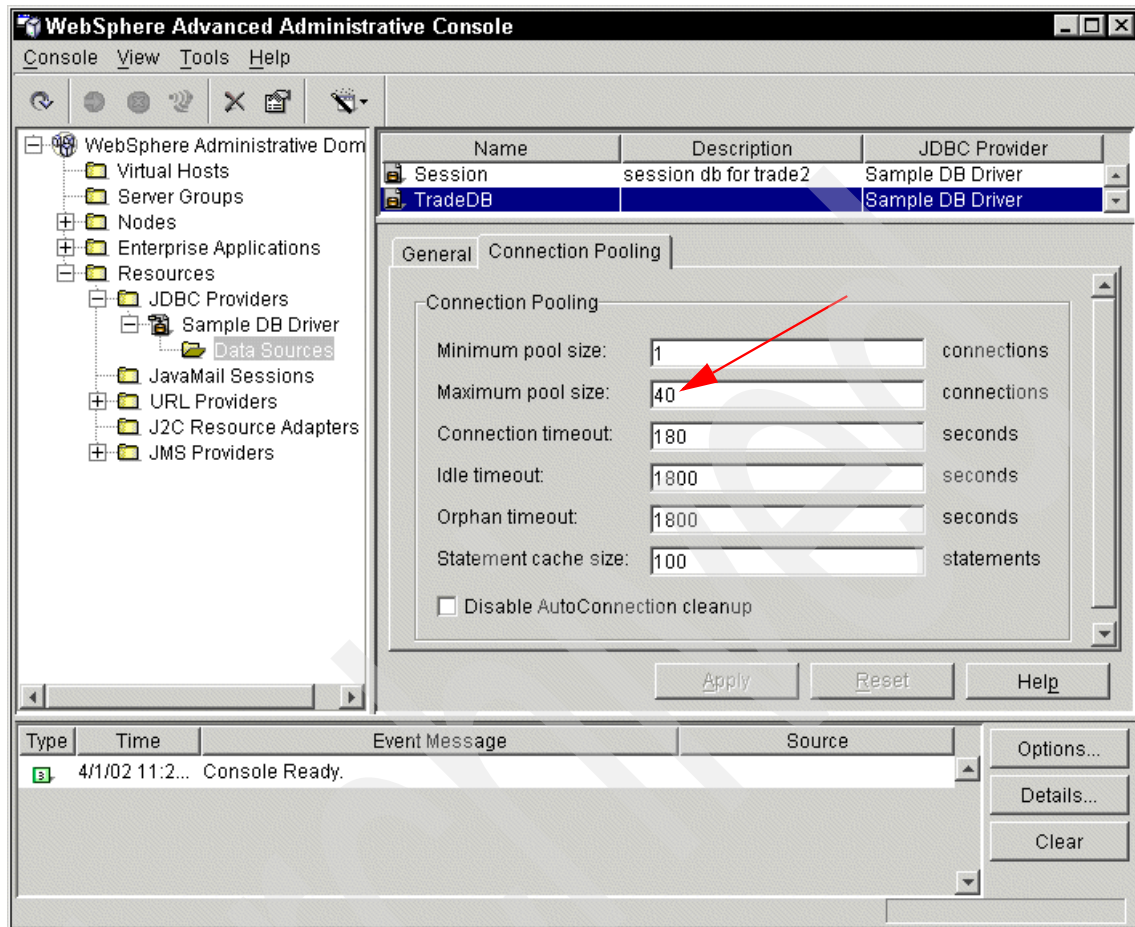 WebSphere Advanced Administrative Console
Console View Tools Help
WebSphere Administrative Dom
Virtual Hosts
Server Groups
Nodes
Enterprise Applications
Resources
JDBC Providers
Sample DB Driver
Data Sources
JavaMail Sessions
URL Providers
J2C Resource Adapters
JMS Providers
Name Description JDBC Provider
Session session db for trade2 Sample DB Driver
TradeDB Sample DB Driver
General Connection Pooling
Connection Pooling
Minimum pool size: 1 connections
Maximum pool size: 40 connections
Connection timeout: 180 seconds
Idle timeout: 1800 seconds
Orphan timeout: 1800 seconds
Statement cache size: 100 statements
Disable AutoConnection cleanup
Apply Reset Help
Type Time Event Message Source
3 4/1/02 11:2... Console Ready.
Options...
Details...
Clear